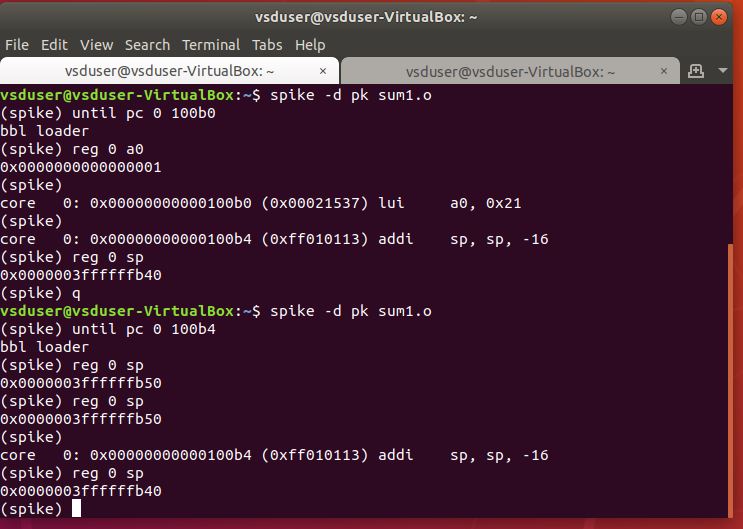 vsduser@vsduser-VirtualBox: ~
File Edit View Search Terminal Tabs Help
vsduser@vsduser-VirtualBox: ~ × vsduser@vsduser-VirtualBox: ~ ×
vsduser@vsduser-VirtualBox:~$ spike -d pk sum1.o
(spike) until pc 0 100b0
bbl loader
(spike) reg 0 a0
0x0000000000000001
(spike)
core   0: 0x00000000000100b0 (0x00021537) lui     a0, 0x21
(spike)
core   0: 0x00000000000100b4 (0xff010113) addi    sp, sp, -16
(spike) reg 0 sp
0x0000003ffffffb40
(spike) q
vsduser@vsduser-VirtualBox:~$ spike -d pk sum1.o
(spike) until pc 0 100b4
bbl loader
(spike) reg 0 sp
0x0000003ffffffb50
(spike) reg 0 sp
0x0000003ffffffb50
(spike)
core   0: 0x00000000000100b4 (0xff010113) addi    sp, sp, -16
(spike) reg 0 sp
0x0000003ffffffb40
(spike)